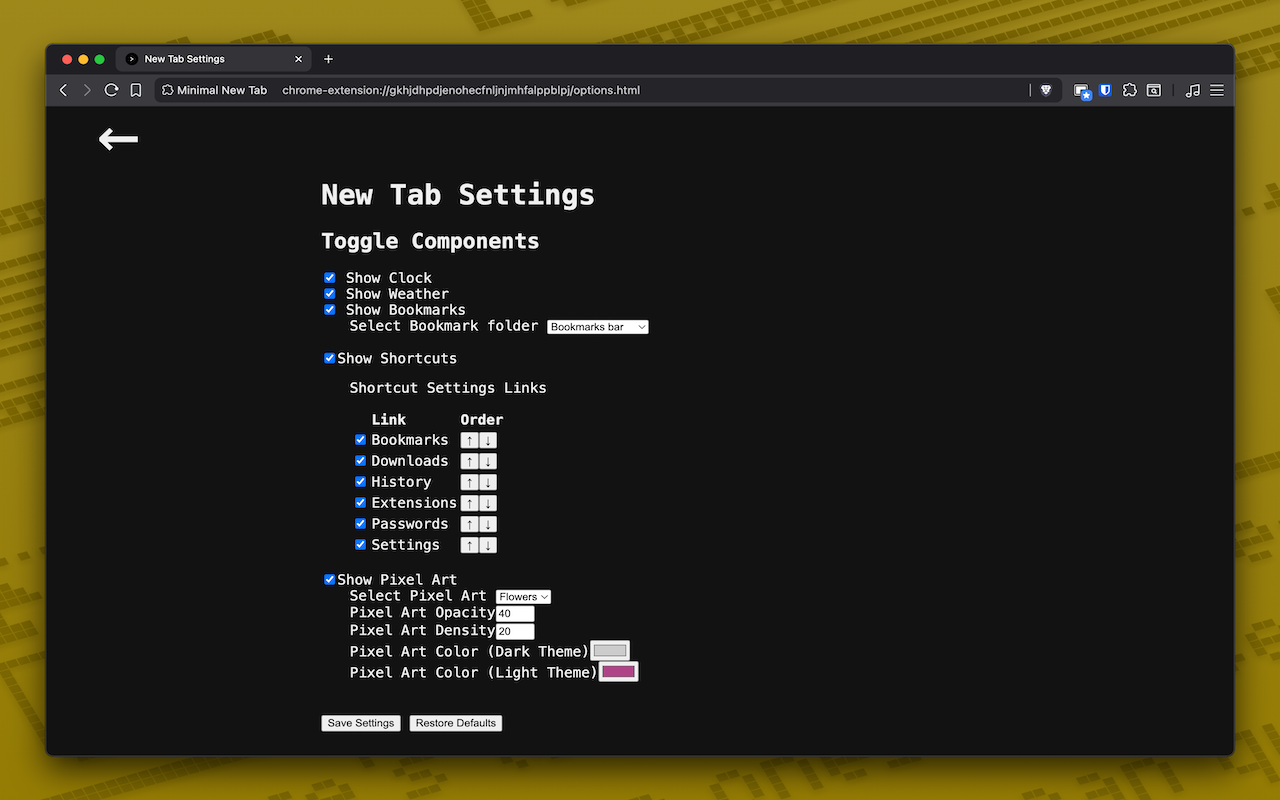 New Tab Settings
Minimal New Tab chrome-extension://gkhjdhpdjenohecfnljnjmhfalppblpj/options.html
New Tab Settings
Toggle Components
Show Clock
Show Weather
Show Bookmarks
Select Bookmark folder Bookmarks bar
Show Shortcuts
Shortcut Settings Links
Link Order
Bookmarks ↑ ↓
Downloads ↑ ↓
History ↑ ↓
Extensions ↑ ↓
Passwords ↑ ↓
Settings ↑ ↓
Show Pixel Art
Select Pixel Art Flowers
Pixel Art Opacity 40
Pixel Art Density 20
Pixel Art Color (Dark Theme)
Pixel Art Color (Light Theme)
Save Settings Restore Defaults